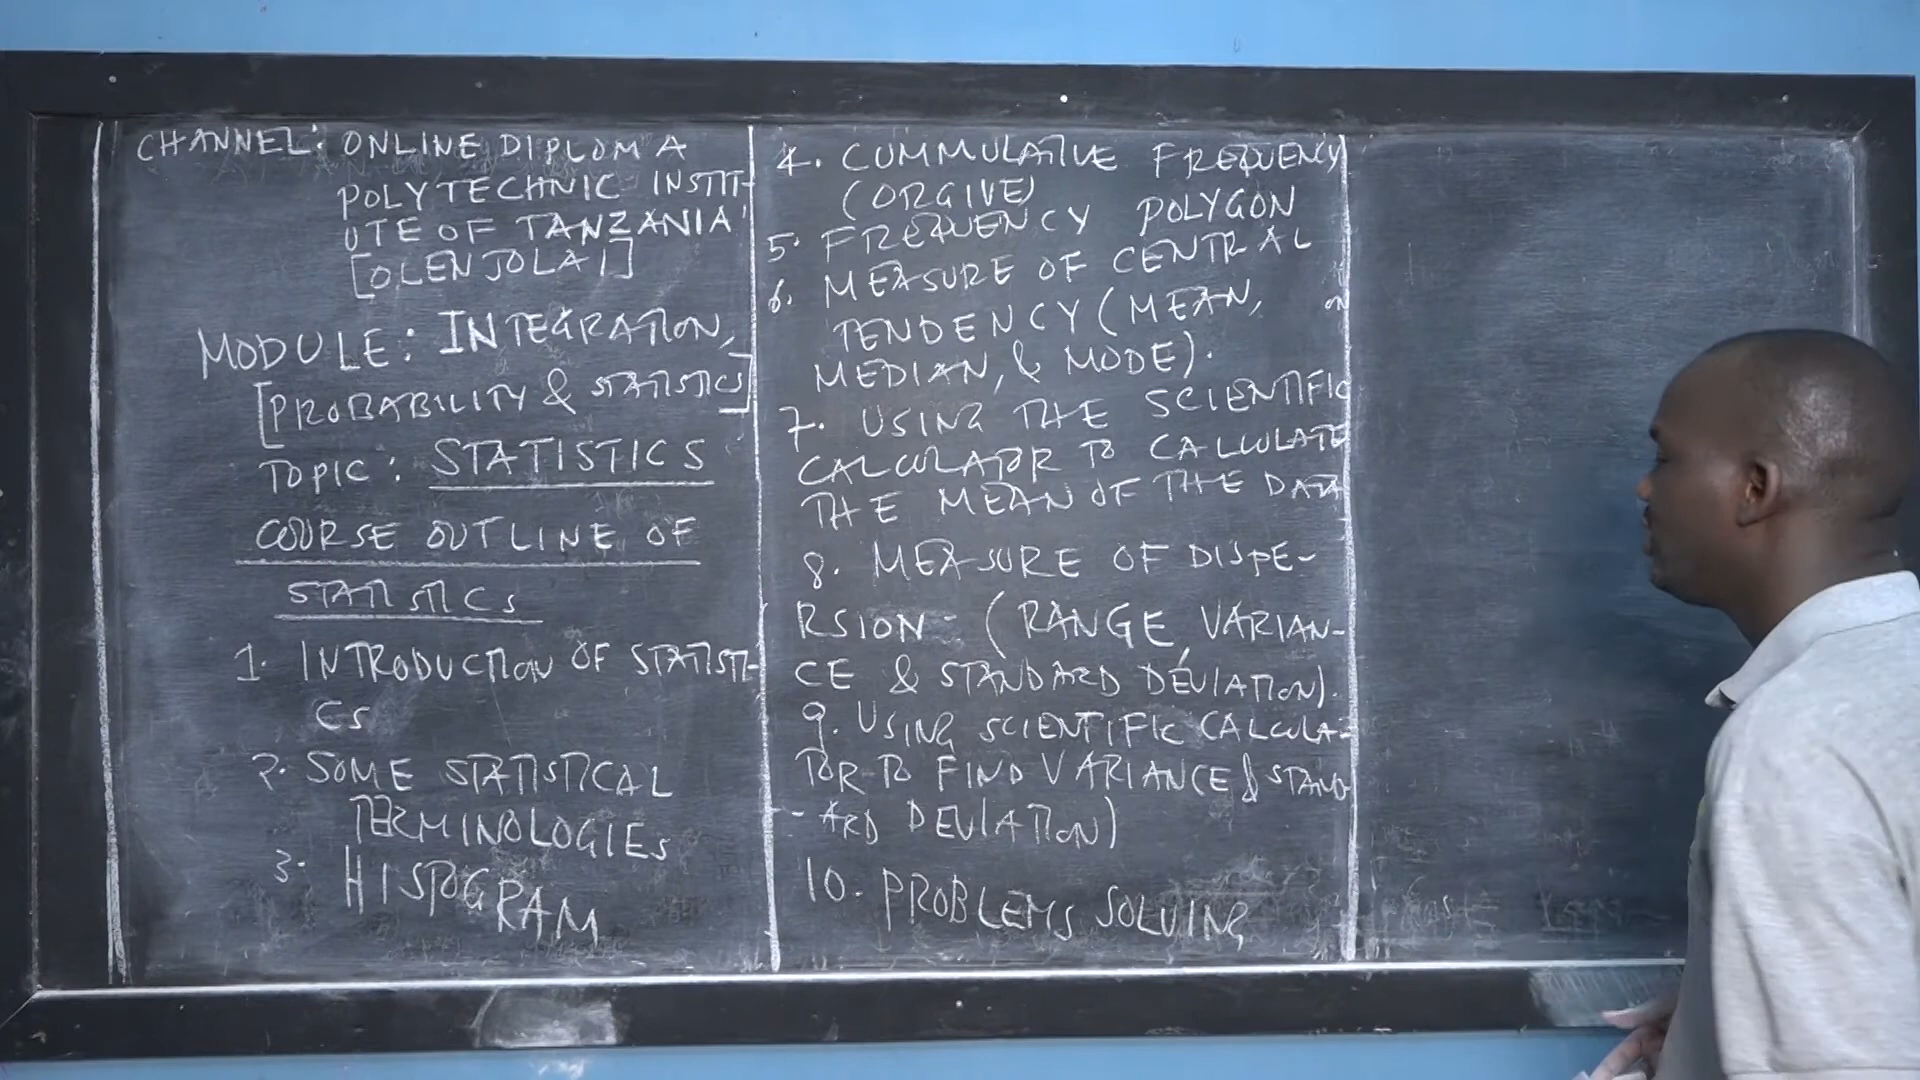 CHANNEL: ONLINE DIPLOMA
POLYTECHNIC INSTIT-
UTE OF TANZANIA
[OLENJOLAI]
MODULE: INTEGRATION,
[PROBABILITY & STATISTICS]
TOPIC: STATISTICS
COURSE OUTLINE OF
STATISTICS
1. INTRODUCTION OF STATISTI-
CS
2. SOME STATISTICAL
TERMINOLOGIES
3. HISTOGRAM
4. CUMMULATIVE FREQUENCY
(ORGIVE)
5. FREQUENCY POLYGON
6. MEASURE OF CENTRAL
TENDENCY (MEAN,
MEDIAN, & MODE).
7. USING THE SCIENTIFIC
CALCULATOR TO CALCULATE
THE MEAN OF THE DATA
8. MEASURE OF DISPE-
RSION - (RANGE, VARIAN-
CE & STANDARD DEVIATION).
9. USING SCIENTIFIC CALCULA-
TOR TO FIND VARIANCE & STAND
-ARD DEVIATION)
10. PROBLEMS SOLVING